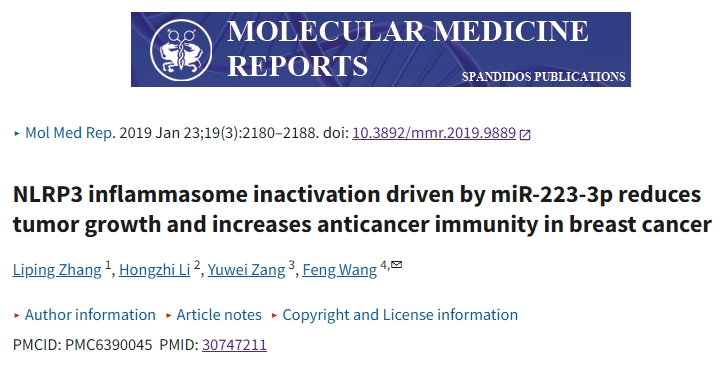 MOLECULAR MEDICINE
REPORTS
SPANDIDOS PUBLICATIONS
▸ Mol Med Rep. 2019 Jan 23;19(3):2180–2188. doi: 10.3892/mmr.2019.9889
NLRP3 inflammasome inactivation driven by miR-223-3p reduces
tumor growth and increases anticancer immunity in breast cancer
Liping Zhang 1, Hongzhi Li 2, Yuwei Zang 3, Feng Wang 4,✉
▸ Author information ▸ Article notes ▸ Copyright and License information
PMCID: PMC6390045 PMID: 30747211